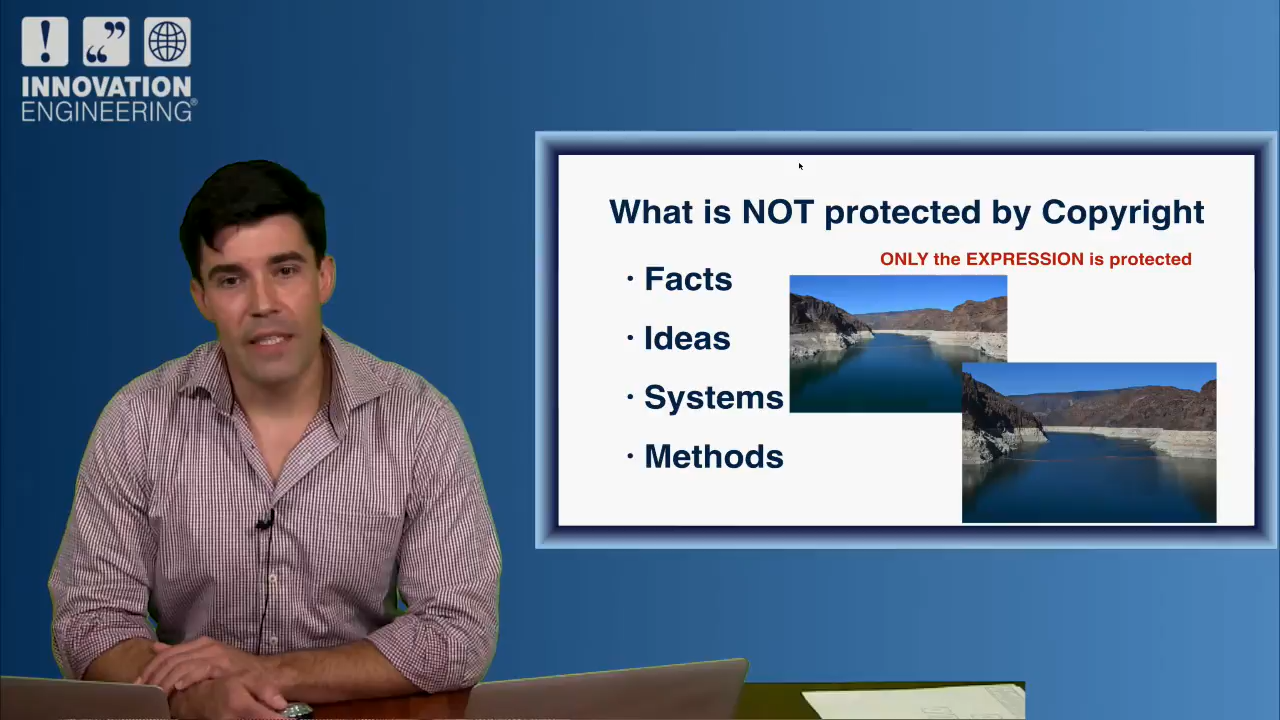 INNOVATION
ENGINEERING®
What is NOT protected by Copyright
ONLY the EXPRESSION is protected
· Facts
· Ideas
· Systems
· Methods